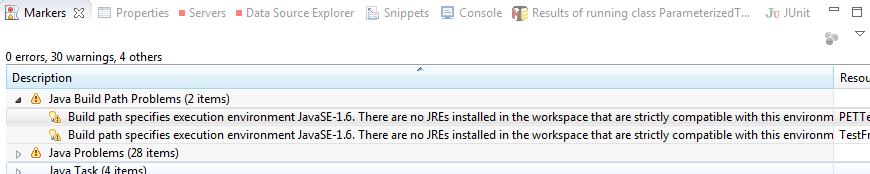 Markers Properties Servers Data Source Explorer Snippets Console Results of running class ParameterizedT... JU JUnit
0 errors, 30 warnings, 4 others
Description Resou
Java Build Path Problems (2 items)
Build path specifies execution environment JavaSE-1.6. There are no JREs installed in the workspace that are strictly compatible with this environm PETTe
Build path specifies execution environment JavaSE-1.6. There are no JREs installed in the workspace that are strictly compatible with this environm TestFr
Java Problems (28 items)
Java Task (4 items)